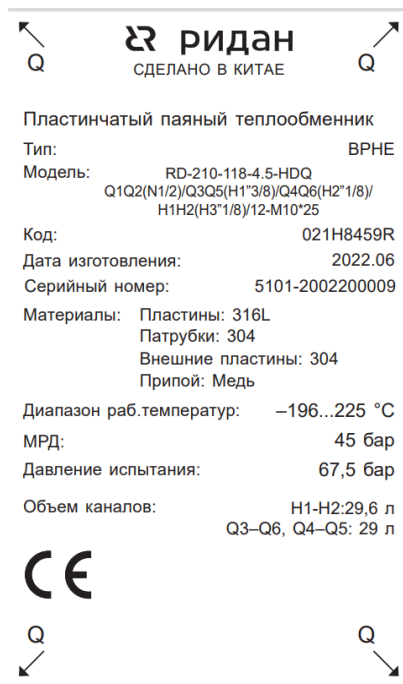 Q Q
ридан
СДЕЛАНО В КИТАЕ
Пластинчатый паяный теплообменник
Тип: BPHE
Модель: RD-210-118-4.5-HDQ
Q1Q2(N1/2)/Q3Q5(H1"3/8)/Q4Q6(H2"1/8)/
H1H2(H3"1/8)/12-M10*25
Код: 021H8459R
Дата изготовления: 2022.06
Серийный номер: 5101-2002200009
Материалы: Пластины: 316L
Патрубки: 304
Внешние пластины: 304
Припой: Медь
Диапазон раб.температур: –196...225 °C
МРД: 45 бар
Давление испытания: 67,5 бар
Объем каналов: H1-H2:29,6 л
Q3–Q6, Q4–Q5: 29 л
CE
Q Q